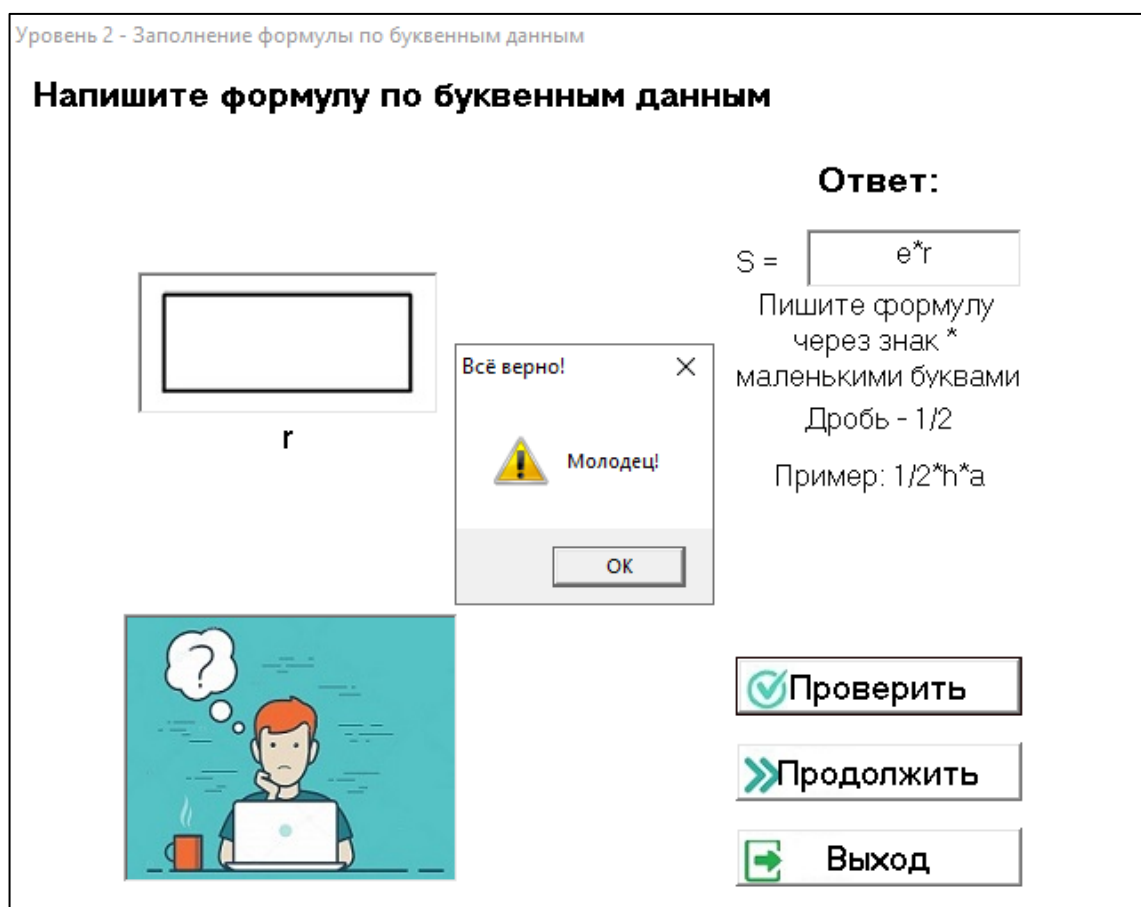 Уровень 2 - Заполнение формулы по буквенным данным
Напишите формулу по буквенным данным
Ответ:
S = e*r
Пишите формулу
через знак *
маленькими буквами
Дробь - 1/2
Пример: 1/2*h*a
r
Всё верно!
Молодец!
OK
?
Проверить
Продолжить
Выход